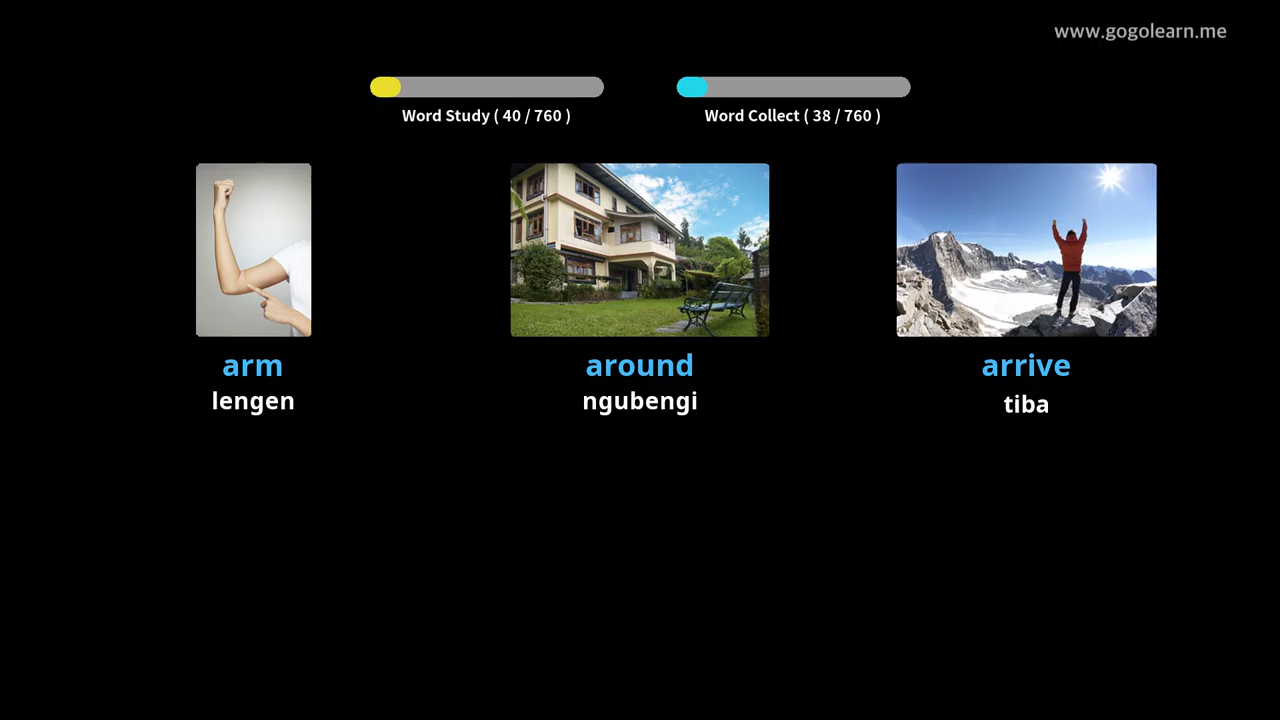 www.gogolearn.me
Word Study ( 40 / 760 )
Word Collect ( 38 / 760 )
arm
lengen
around
ngubengi
arrive
tiba